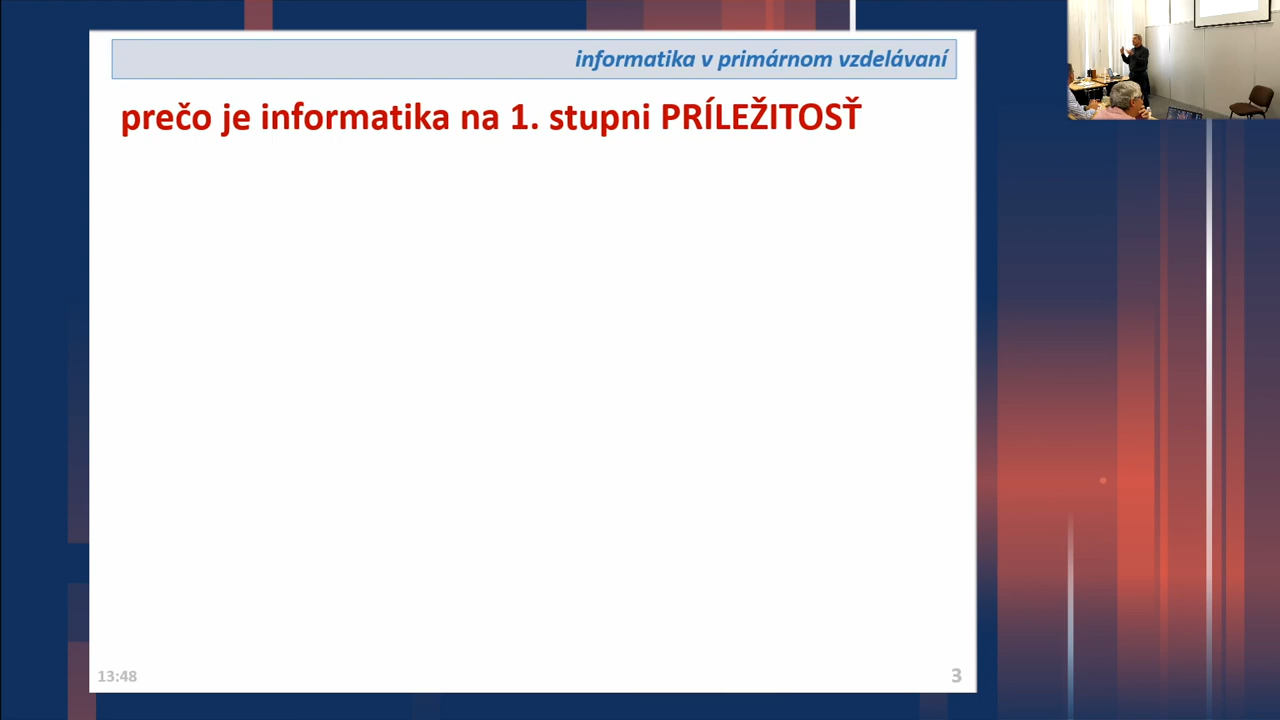 informatika v primárnom vzdelávaní
prečo je informatika na 1. stupni PRÍLEŽITOSŤ
13:48
3